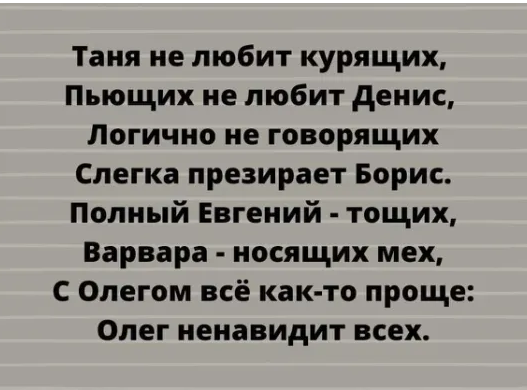 Таня не любит курящих,
Пьющих не любит Денис,
Логично не говорящих
Слегка презирает Борис.
Полный Евгений - тощих,
Варвара - носящих мех,
С Олегом всё как-то проще:
Олег ненавидит всех.